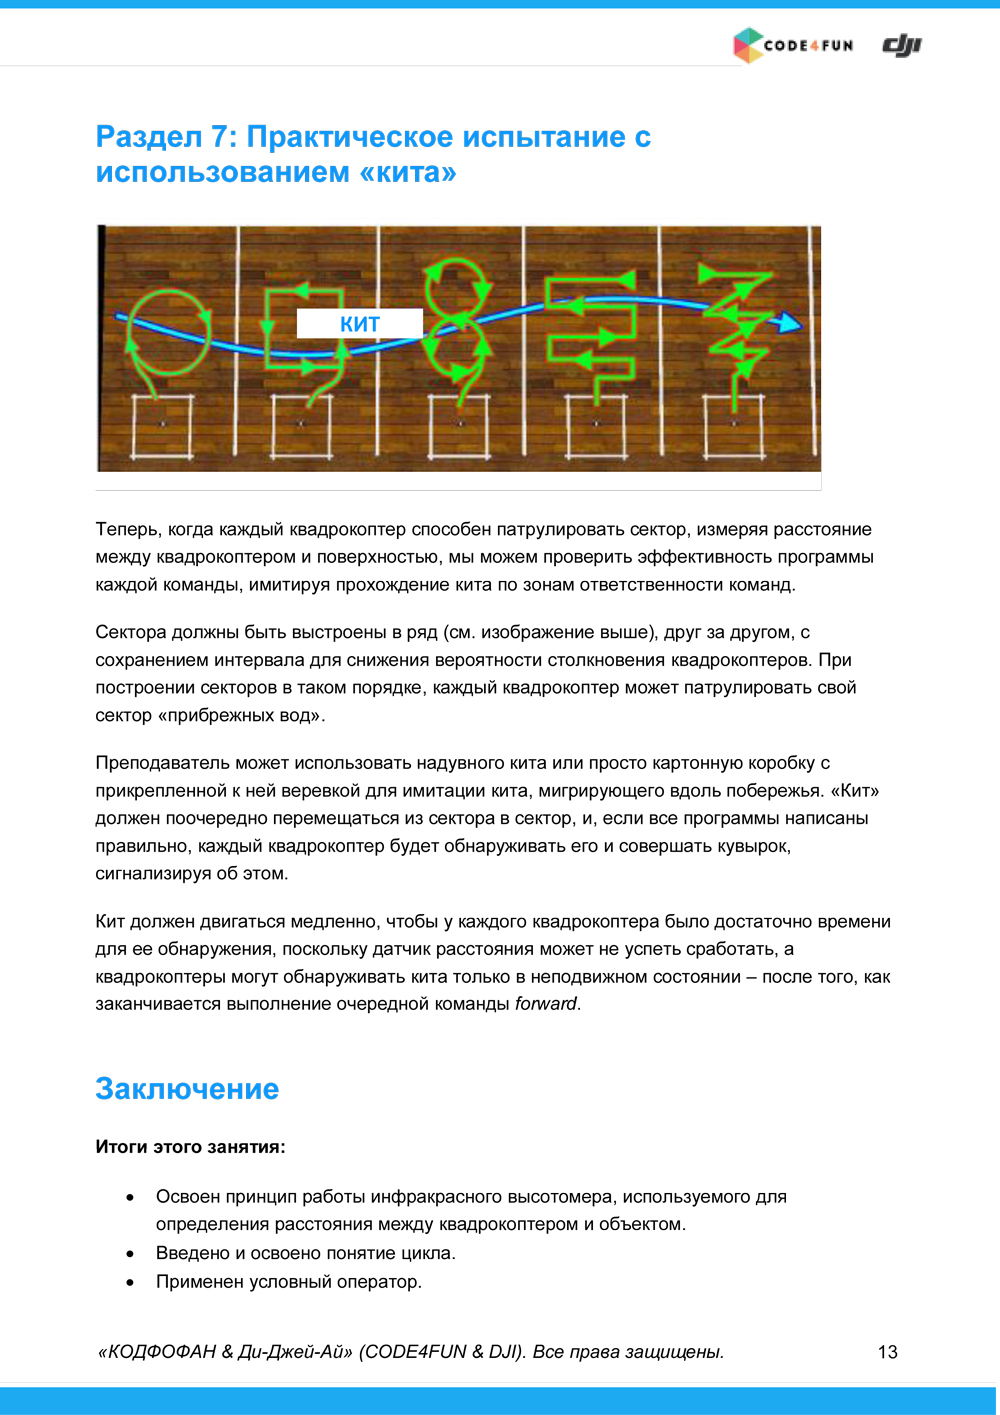 CODE4FUN dji
Раздел 7: Практическое испытание с
использованием «кита»
КИТ
Теперь, когда каждый квадрокоптер способен патрулировать сектор, измеряя расстояние
между квадрокоптером и поверхностью, мы можем проверить эффективность программы
каждой команды, имитируя прохождение кита по зонам ответственности команд.
Сектора должны быть выстроены в ряд (см. изображение выше), друг за другом, с
сохранением интервала для снижения вероятности столкновения квадрокоптеров. При
построении секторов в таком порядке, каждый квадрокоптер может патрулировать свой
сектор «прибрежных вод».
Преподаватель может использовать надувного кита или просто картонную коробку с
прикрепленной к ней веревкой для имитации кита, мигрирующего вдоль побережья. «Кит»
должен поочередно перемещаться из сектора в сектор, и, если все программы написаны
правильно, каждый квадрокоптер будет обнаруживать его и совершать кувырок,
сигнализируя об этом.
Кит должен двигаться медленно, чтобы у каждого квадрокоптера было достаточно времени
для ее обнаружения, поскольку датчик расстояния может не успеть сработать, а
квадрокоптеры могут обнаруживать кита только в неподвижном состоянии – после того, как
заканчивается выполнение очередной команды forward.
Заключение
Итоги этого занятия:
• Освоен принцип работы инфракрасного высотомера, используемого для
определения расстояния между квадрокоптером и объектом.
• Введено и освоено понятие цикла.
• Применен условный оператор.
«КОДФОФАН & Ди-Джей-Ай» (CODE4FUN & DJI). Все права защищены. 13